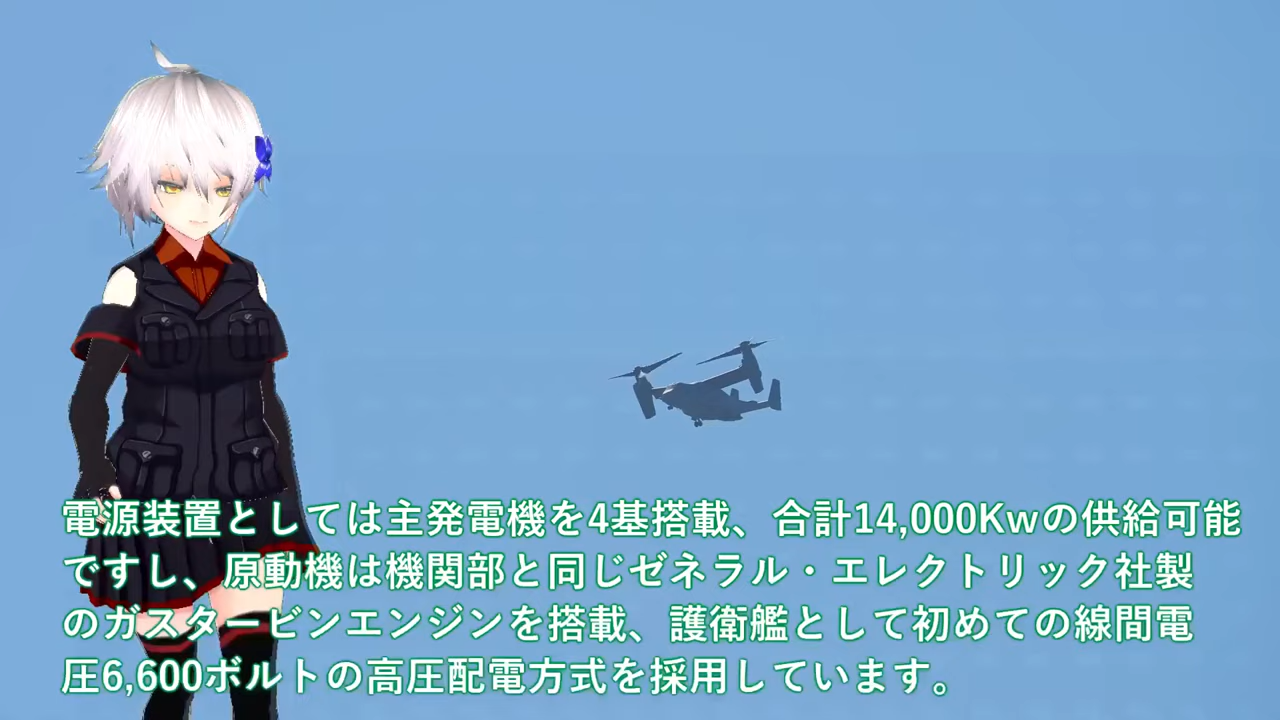 電源装置としては主発電機を4基搭載、合計14,000Kwの供給可能
ですし、原動機は機関部と同じゼネラル・エレクトリック社製
のガスタービンエンジンを搭載、護衛艦として初めての線間電
圧6,600ボルトの高圧配電方式を採用しています。